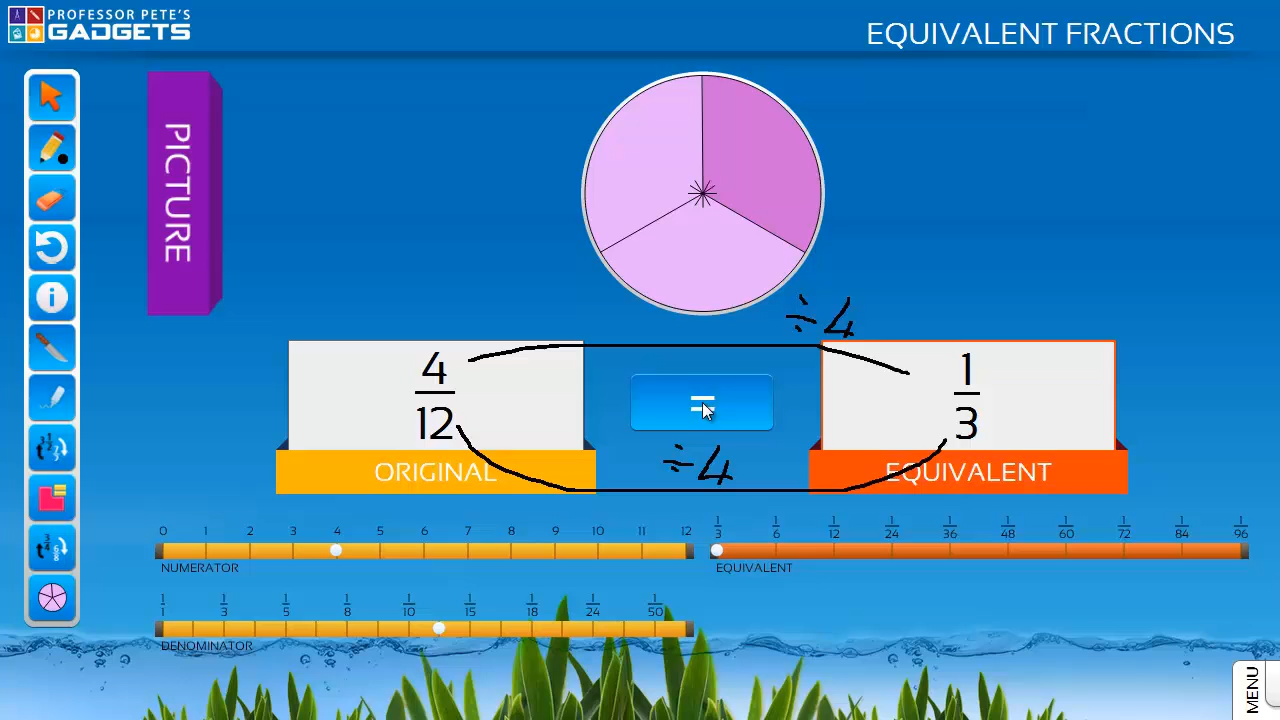 PROFESSOR PETE'S
GADGETS
EQUIVALENT FRACTIONS
PICTURE
÷4
4
12
=
1
3
÷4
ORIGINAL
EQUIVALENT
0 1 2 3 4 5 6 7 8 9 10 11 12
NUMERATOR
1/3 1/6 1/12 1/24 1/36 1/48 1/60 1/72 1/84 1/96
EQUIVALENT
1/1 1/3 1/5 1/8 1/10 1/15 1/18 1/24 1/50
DENOMINATOR
MENU